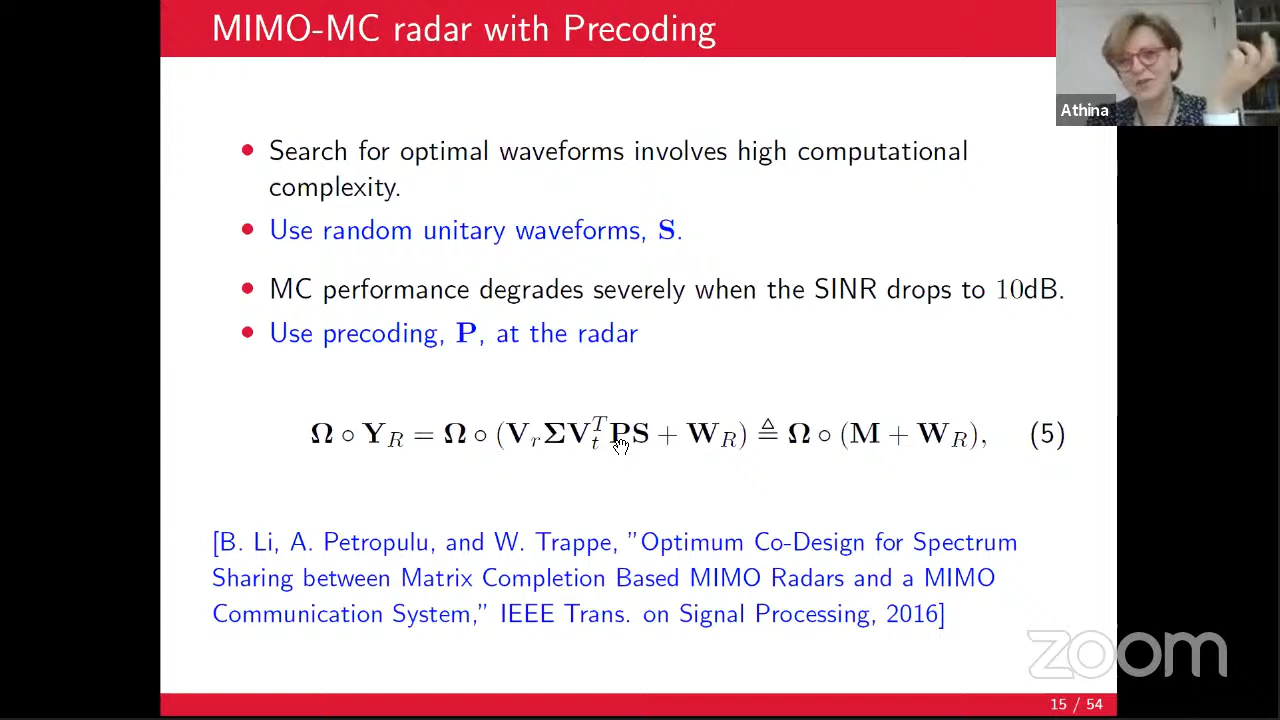 MIMO-MC radar with Precoding
Athina
• Search for optimal waveforms involves high computational
complexity.
• Use random unitary waveforms, S.
• MC performance degrades severely when the SINR drops to 10dB.
• Use precoding, P, at the radar
Ω ∘ Y_R = Ω ∘ (V_r Σ V_t^T PS + W_R) ≜ Ω ∘ (M + W_R), (5)
[B. Li, A. Petropulu, and W. Trappe, ”Optimum Co-Design for Spectrum
Sharing between Matrix Completion Based MIMO Radars and a MIMO
Communication System,” IEEE Trans. on Signal Processing, 2016]
zoom
15 / 54